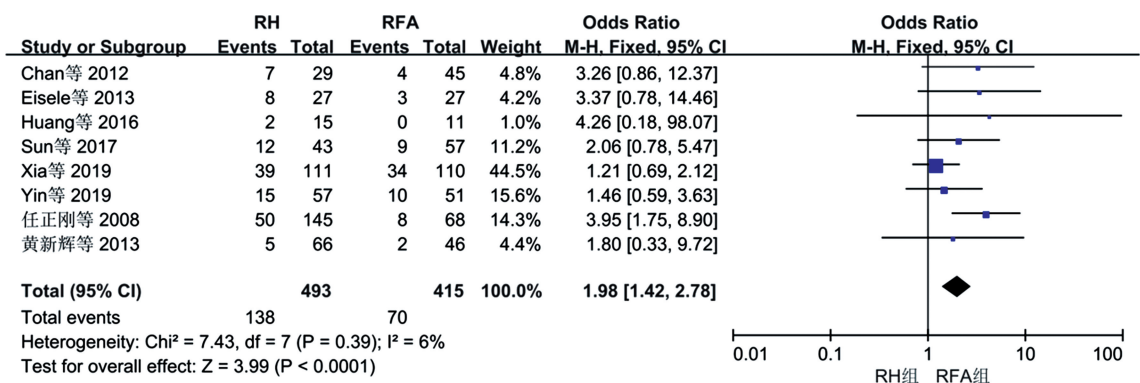 RH RFA Odds Ratio Odds Ratio
Study or Subgroup Events Total Events Total Weight M-H, Fixed, 95% CI M-H, Fixed, 95% CI
Chan等 2012 7 29 4 45 4.8% 3.26 [0.86, 12.37]
Eisele等 2013 8 27 3 27 4.2% 3.37 [0.78, 14.46]
Huang等 2016 2 15 0 11 1.0% 4.26 [0.18, 98.07]
Sun等 2017 12 43 9 57 11.2% 2.06 [0.78, 5.47]
Xia等 2019 39 111 34 110 44.5% 1.21 [0.69, 2.12]
Yin等 2019 15 57 10 51 15.6% 1.46 [0.59, 3.63]
任正刚等 2008 50 145 8 68 14.3% 3.95 [1.75, 8.90]
黄新辉等 2013 5 66 2 46 4.4% 1.80 [0.33, 9.72]
Total (95% CI) 493 415 100.0% 1.98 [1.42, 2.78]
Total events 138 70
Heterogeneity: Chi² = 7.43, df = 7 (P = 0.39); I² = 6%
Test for overall effect: Z = 3.99 (P < 0.0001)
0.01 0.1 1 10 100
RH组 RFA组